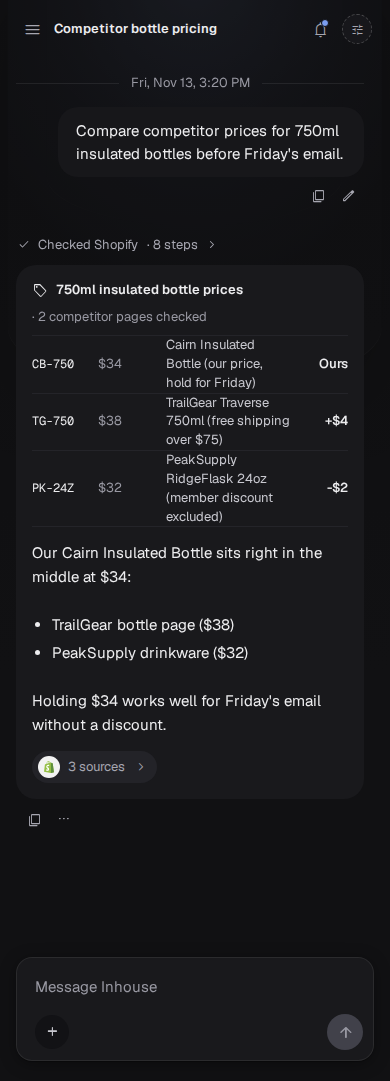 Competitor bottle pricing
Fri, Nov 13, 3:20 PM
Compare competitor prices for 750ml
insulated bottles before Friday's email.
Checked Shopify · 8 steps
750ml insulated bottle prices
· 2 competitor pages checked
CB-750 $34 Cairn Insulated Bottle (our price, hold for Friday) Ours
TG-750 $38 TrailGear Traverse 750ml (free shipping over $75) +$4
PK-24Z $32 PeakSupply RidgeFlask 24oz (member discount excluded) -$2
Our Cairn Insulated Bottle sits right in the
middle at $34:
• TrailGear bottle page ($38)
• PeakSupply drinkware ($32)
Holding $34 works well for Friday's email
without a discount.
3 sources
Message Inhouse